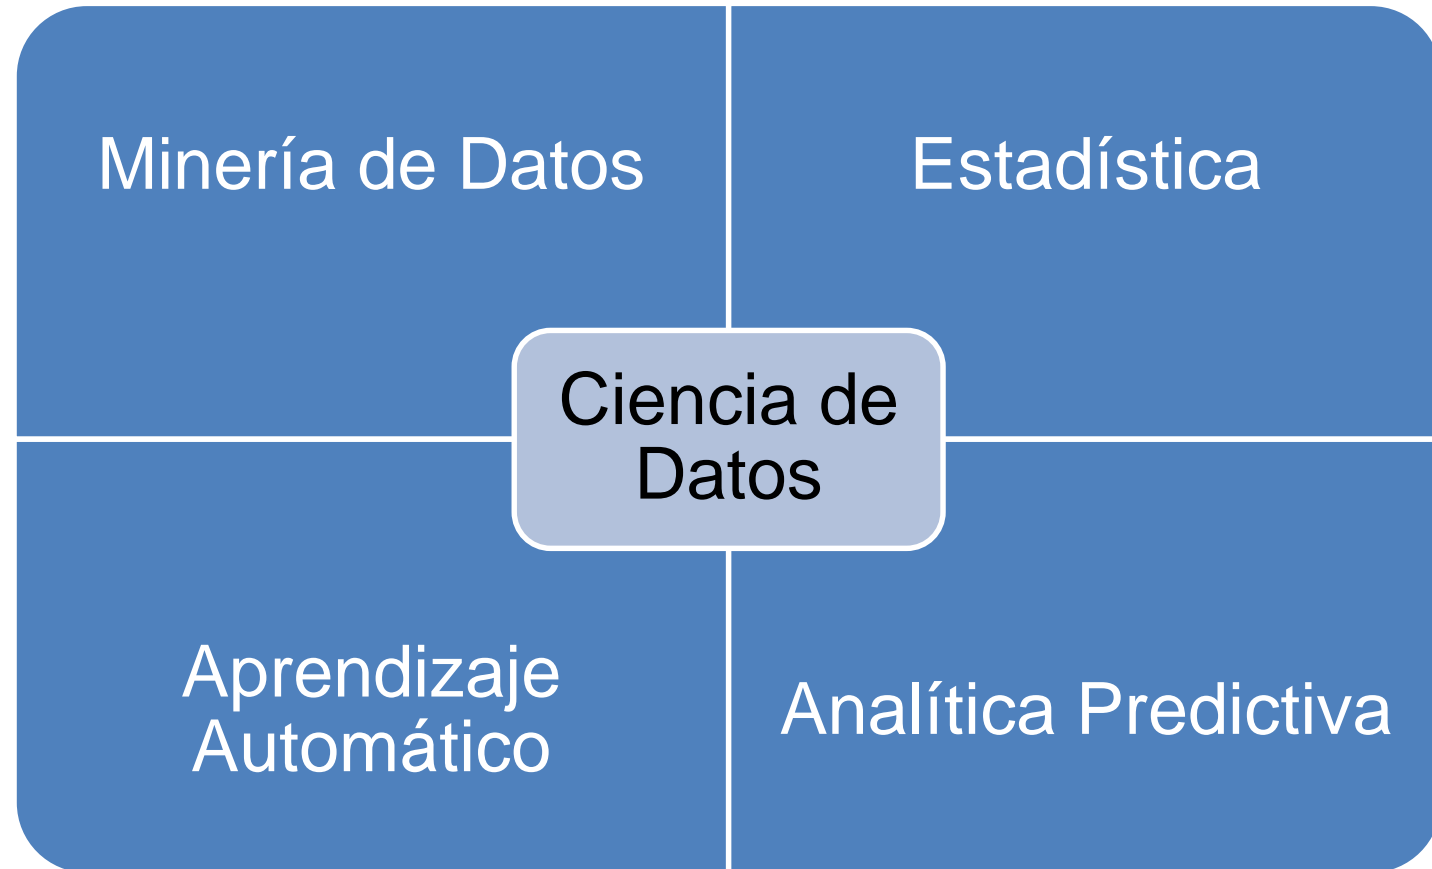 Minería de Datos
Estadística
Ciencia de
Datos
Aprendizaje
Automático
Analítica Predictiva